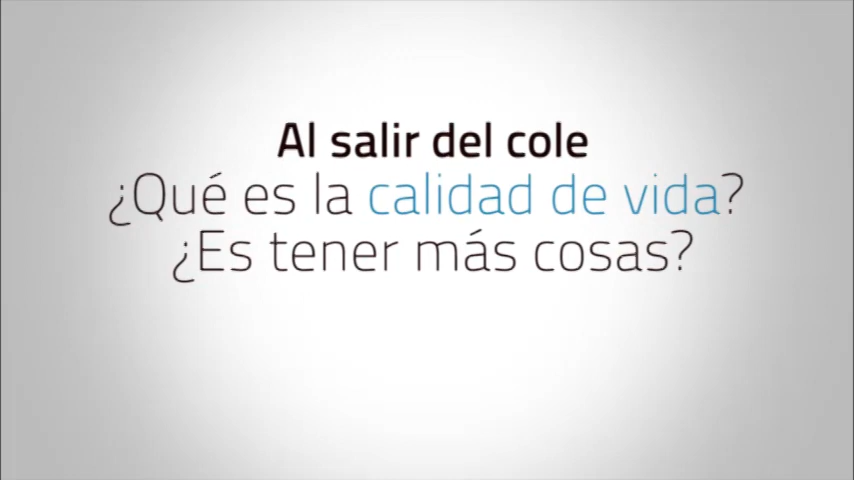 Al salir del cole
¿Qué es la calidad de vida?
¿Es tener más cosas?